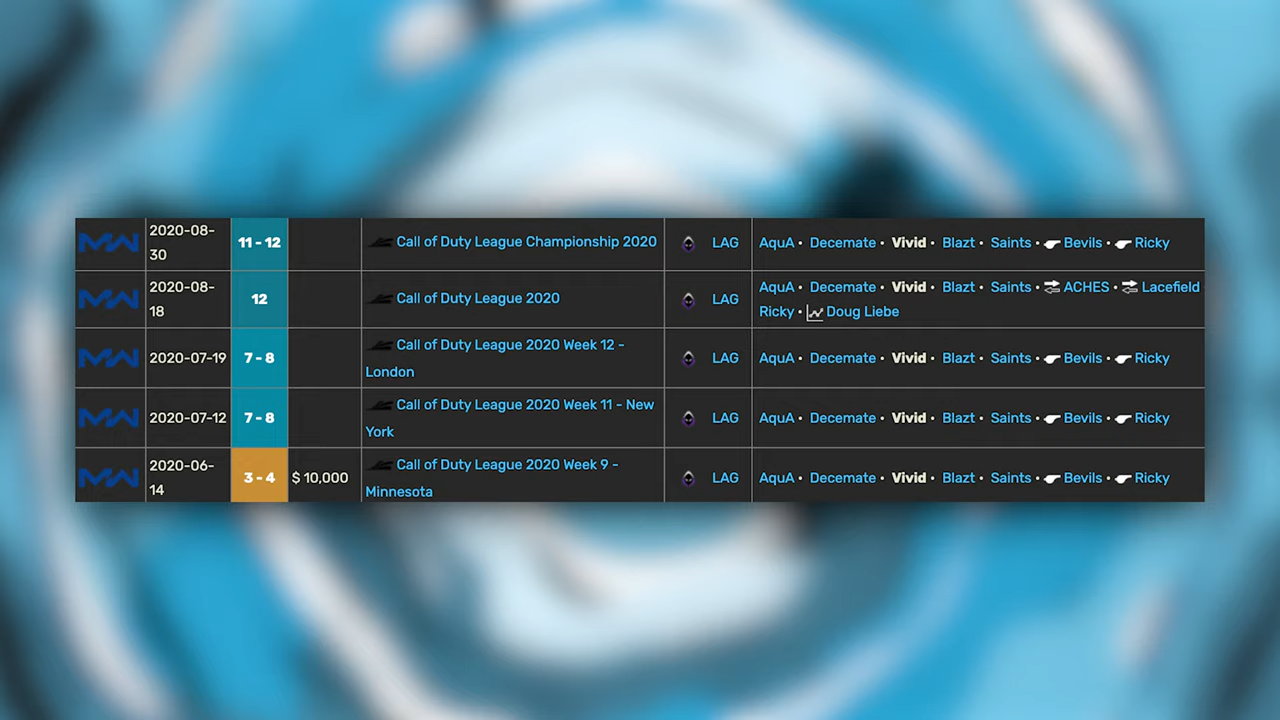 MW 2020-08-30 11 - 12 Call of Duty League Championship 2020 LAG AquA • Decemate • Vivid • Blazt • Saints • Bevils • Ricky
MW 2020-08-18 12 Call of Duty League 2020 LAG AquA • Decemate • Vivid • Blazt • Saints • ACHES • Lacefield
Ricky • Doug Liebe
MW 2020-07-19 7 - 8 Call of Duty League 2020 Week 12 - London LAG AquA • Decemate • Vivid • Blazt • Saints • Bevils • Ricky
MW 2020-07-12 7 - 8 Call of Duty League 2020 Week 11 - New York LAG AquA • Decemate • Vivid • Blazt • Saints • Bevils • Ricky
MW 2020-06-14 3 - 4 $ 10,000 Call of Duty League 2020 Week 9 - Minnesota LAG AquA • Decemate • Vivid • Blazt • Saints • Bevils • Ricky